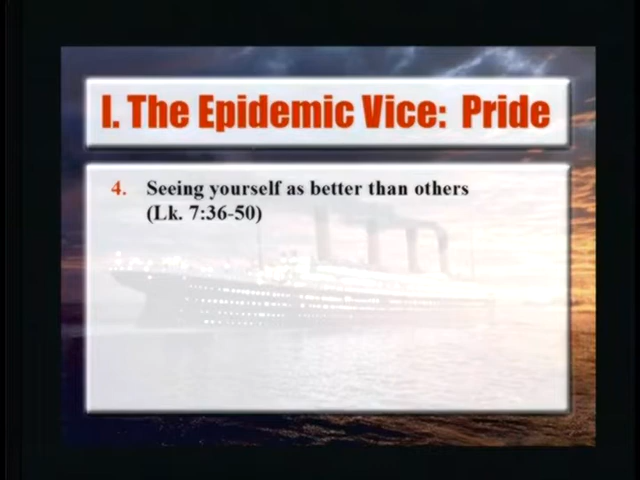 I. The Epidemic Vice: Pride
4. Seeing yourself as better than others
(Lk. 7:36-50)